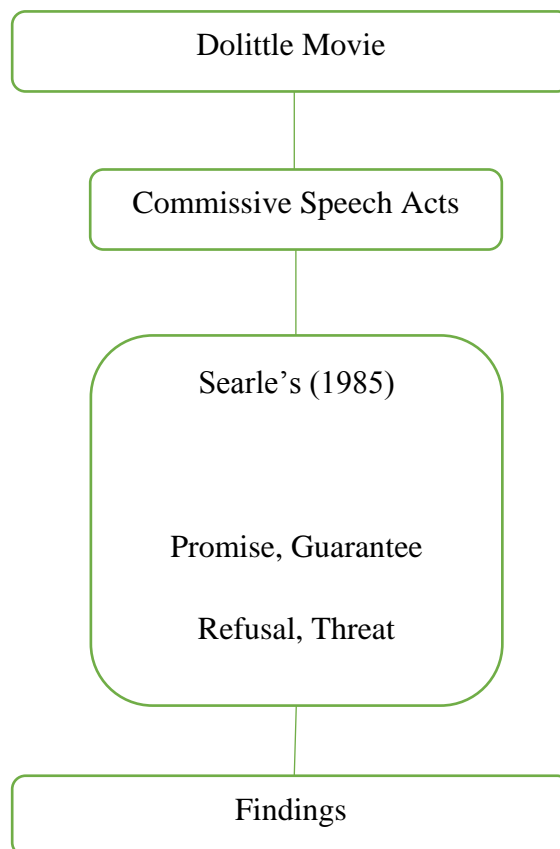 Dolittle Movie
Commissive Speech Acts
Searle’s (1985)
Promise, Guarantee
Refusal, Threat
Findings